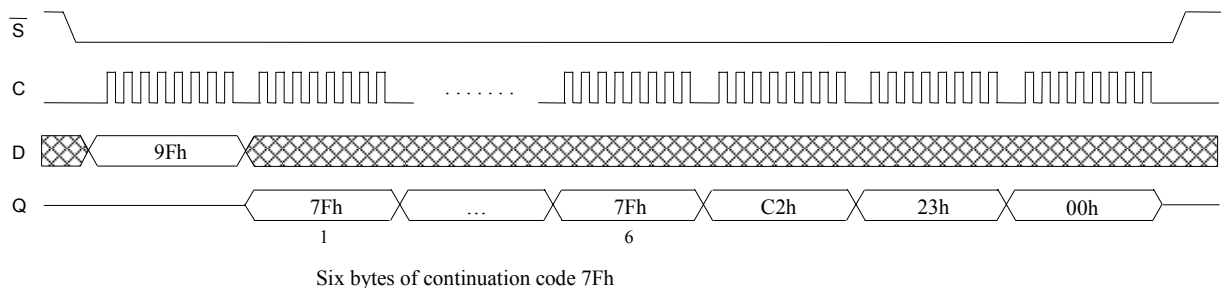 S
C
.......
D
9Fh
Q
7Fh
...
7Fh
C2h
23h
00h
1
6
Six bytes of continuation code 7Fh